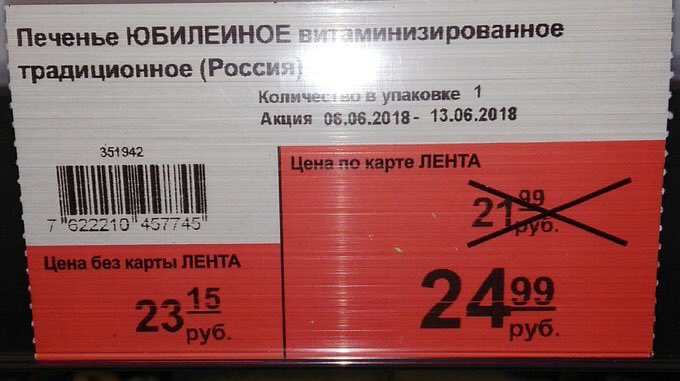 Печенье ЮБИЛЕЙНОЕ витаминизированное
традиционное (Россия)
Количество в упаковке 1
Акция 06.06.2018- 13.06.2018
351942
7 622210 457745
Цена по карте ЛЕНТА
21 99
руб.
24 99
руб.
Цена без карты ЛЕНТА
23 15
руб.